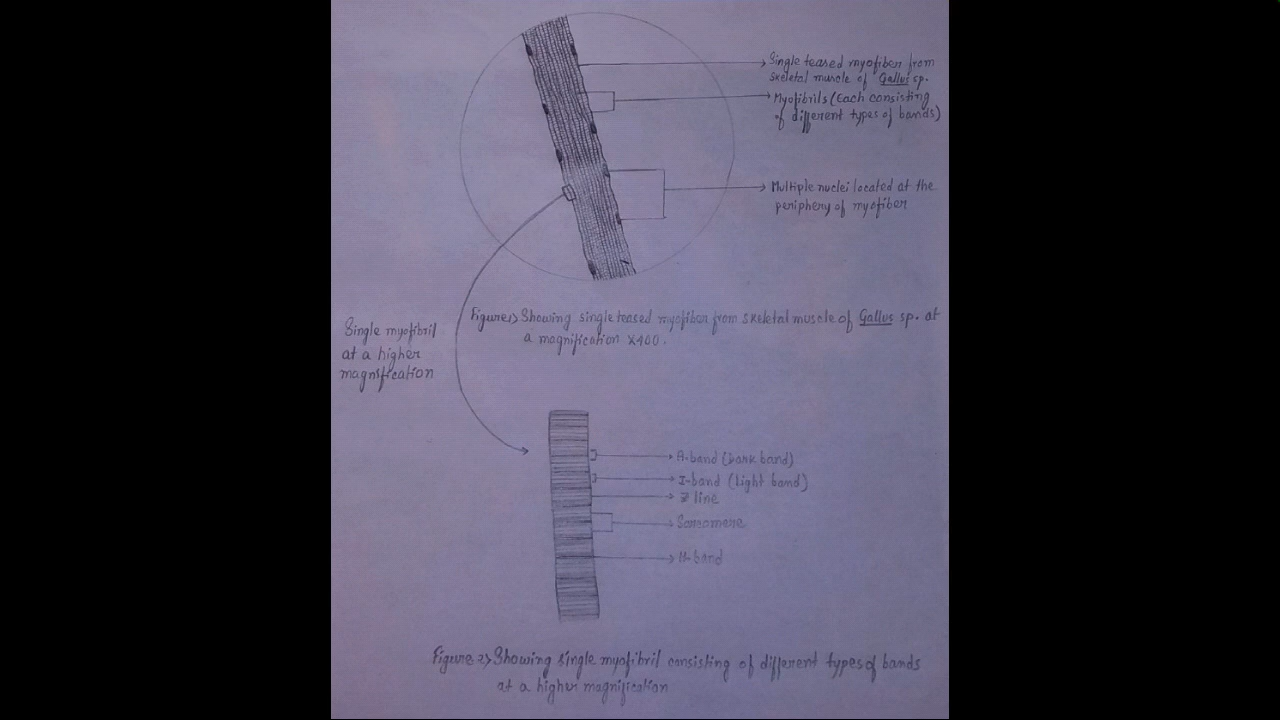 Single teased myofiber from
skeletal muscle of Gallus sp.
Myofibrils (Each consisting
of different types of bands)
Multiple nuclei located at the
periphery of myofiber
Figure 1) Showing single teased myofiber from skeletal muscle of Gallus sp. at
a magnification X400.
Single myofibril
at a higher
magnification
A-band (Dark band)
I-band (Light band)
Z line
Sarcomere
H-band
Figure 2) Showing single myofibril consisting of different types of bands
at a higher magnification